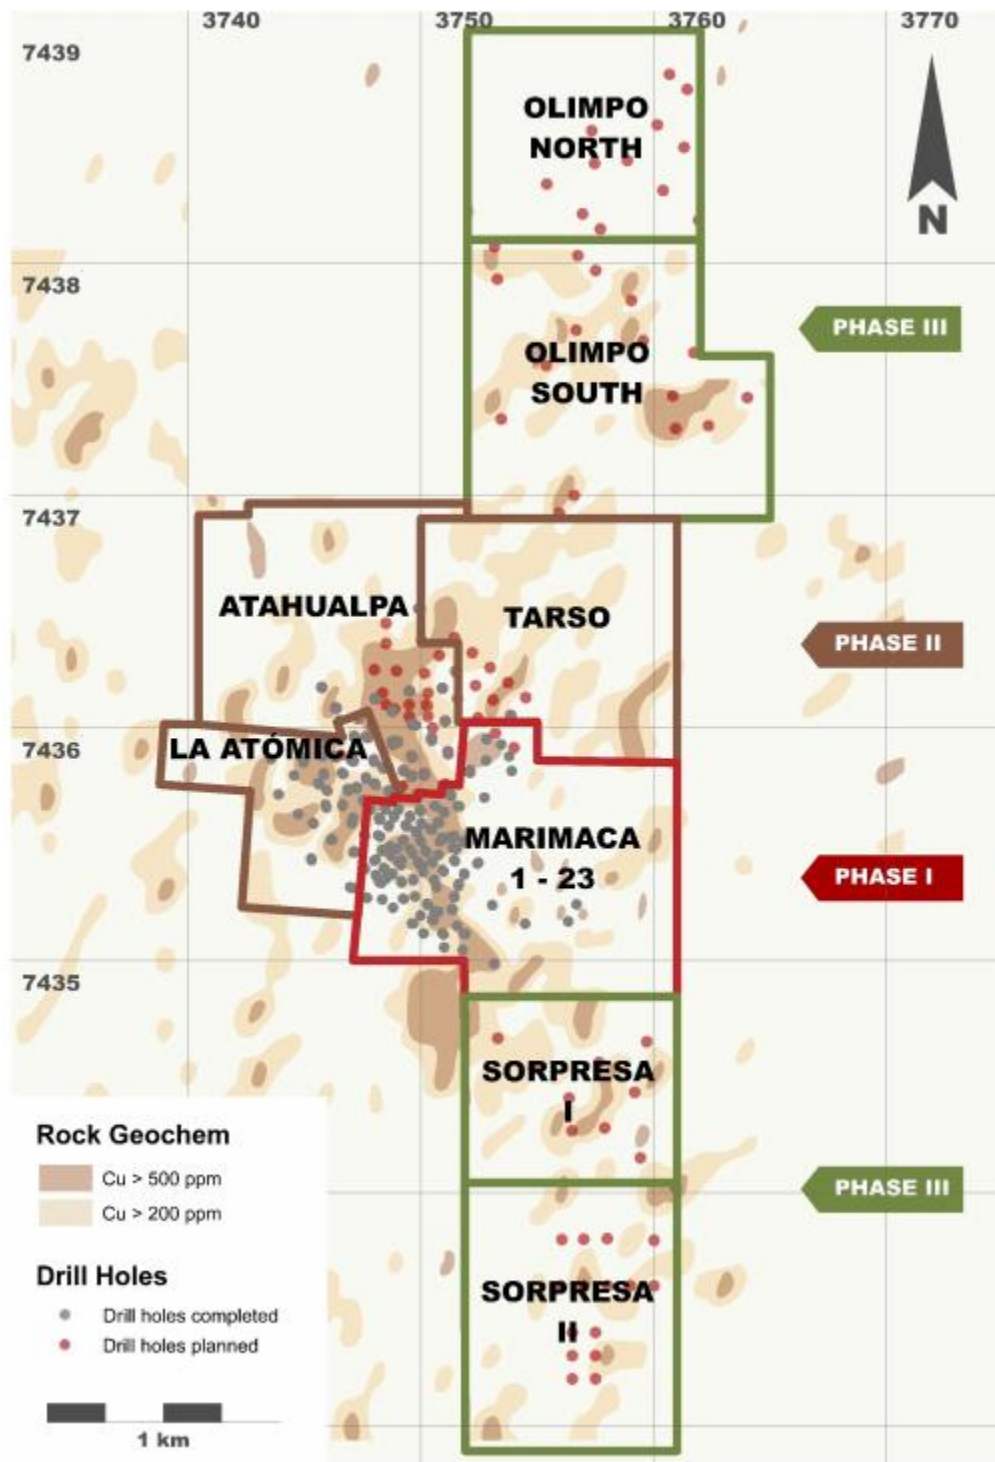 3740 3750 3760 3770
7439
OLIMPO
NORTH
N
7438
PHASE III
OLIMPO
SOUTH
7437
ATAHUALPA
TARSO
PHASE II
7436
LA ATÓMICA
MARIMACA
1 - 23
PHASE I
7435
SORPRESA
I
Rock Geochem
Cu > 500 ppm
Cu > 200 ppm
PHASE III
Drill Holes
Drill holes completed
Drill holes planned
SORPRESA
II
1 km